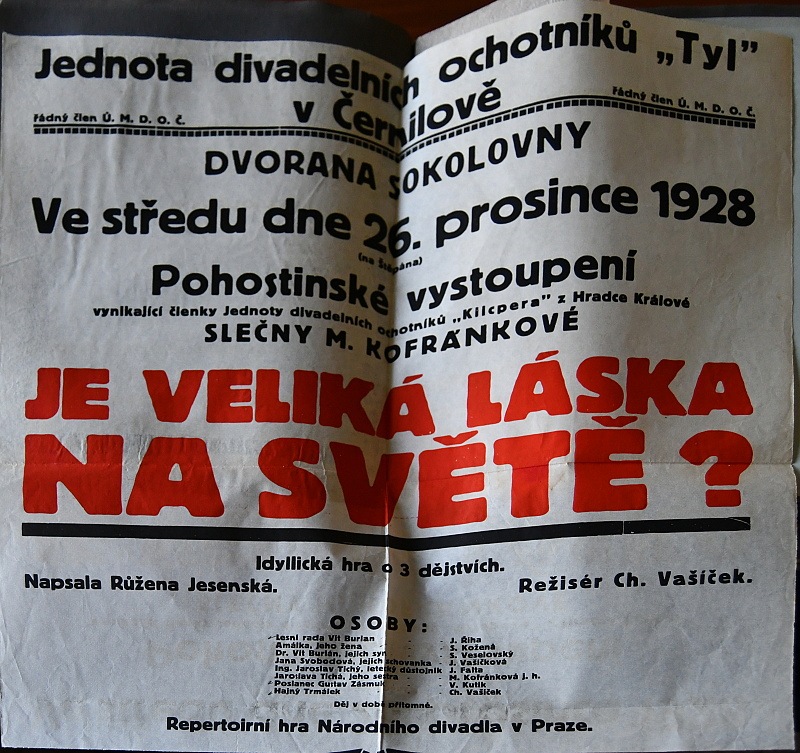 Jednota divadelních ochotníků „Tyl”
v Černilově
řádný člen Ú. M. D. O. Č. řádný člen Ú. M. D. O. Č.
DVORANA SOKOLOVNY
Ve středu dne 26. prosince 1928
(na Štěpána)
Pohostinské vystoupení
vynikající členky Jednoty divadelních ochotníků „Klicpera” z Hradce Králové
SLEČNY M. KOFRÁNKOVÉ
JE VELIKÁ LÁSKA
NA SVĚTĚ ?
Idyllická hra o 3 dějstvích.
Napsala Růžena Jesenská. Režisér Ch. Vašíček.
OSOBY:
Lesní rada Vít Burian - - J. Říha
Amálka, jeho žena - - S. Kožená
Dr. Vít Burián, jejich syn - S. Veselovský
Jana Svobodová, jejich schovanka - J. Vašíčková
Ing. Jaroslav Tichý, letecký důstojník J. Falta
Jaroslava Tichá, jeho sestra - M. Kofránková j. h.
Poslanec Gustav Zásmuk - V. Kutík
Hajný Trmálek - - Ch. Vašíček
Děj v době přítomné.
Repertoirní hra Národního divadla v Praze.